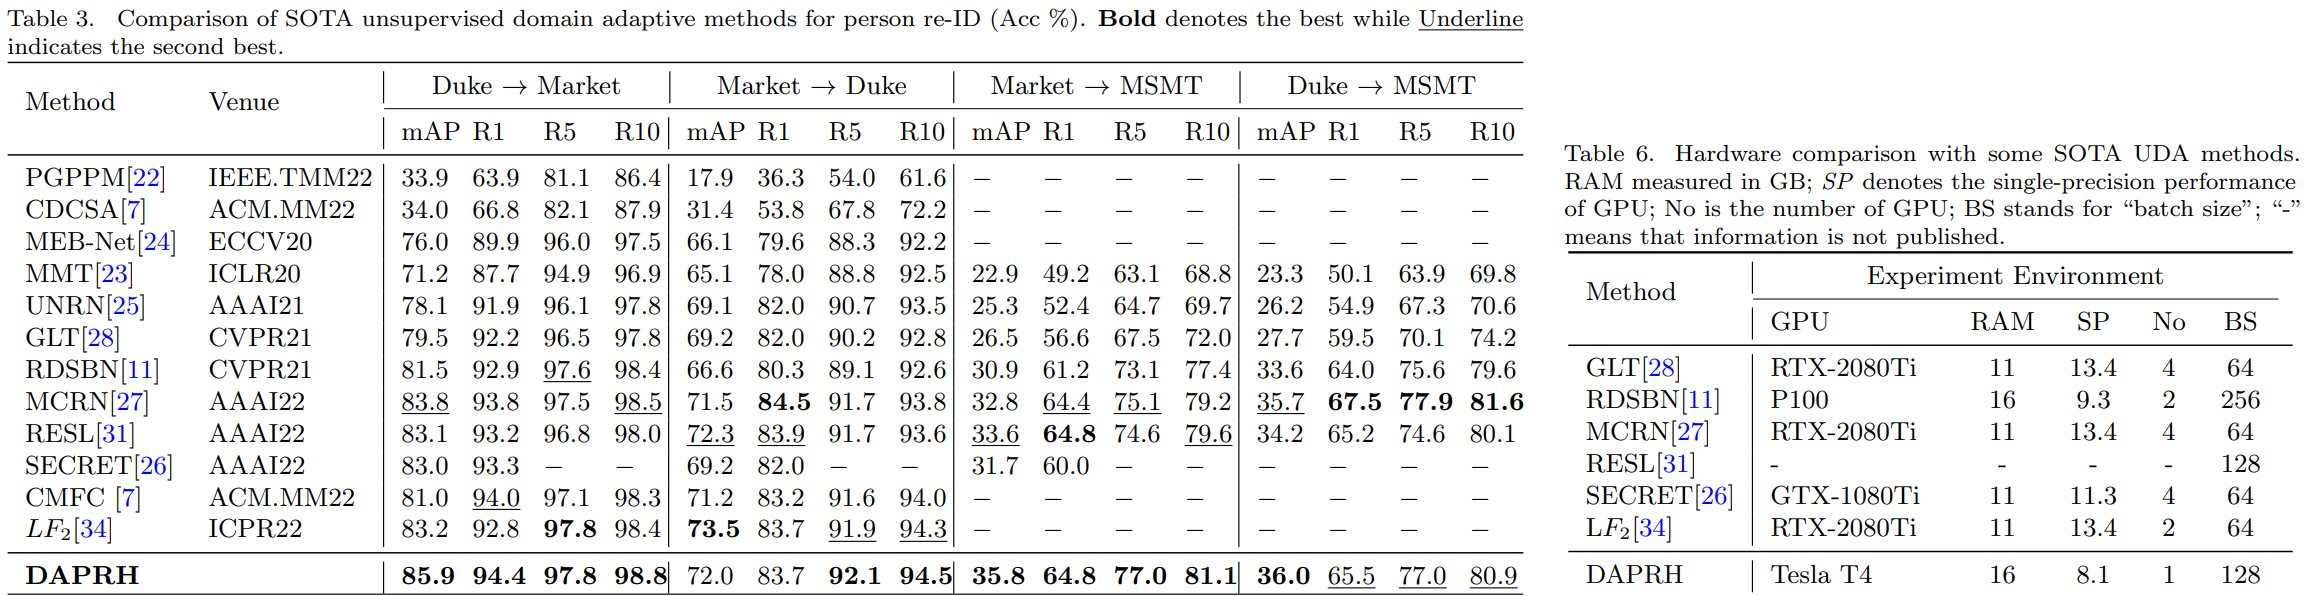 Table 3. Comparison of SOTA unsupervised domain adaptive methods for person re-ID (Acc %). Bold denotes the best while Underline
indicates the second best.
Method Venue Duke → Market Market → Duke Market → MSMT Duke → MSMT
mAP R1 R5 R10 mAP R1 R5 R10 mAP R1 R5 R10 mAP R1 R5 R10
PGPPM[22] IEEE.TMM22 33.9 63.9 81.1 86.4 17.9 36.3 54.0 61.6 – – – – – – – –
CDCSA[7] ACM.MM22 34.0 66.8 82.1 87.9 31.4 53.8 67.8 72.2 – – – – – – – –
MEB-Net[24] ECCV20 76.0 89.9 96.0 97.5 66.1 79.6 88.3 92.2 – – – – – – – –
MMT[23] ICLR20 71.2 87.7 94.9 96.9 65.1 78.0 88.8 92.5 22.9 49.2 63.1 68.8 23.3 50.1 63.9 69.8
UNRN[25] AAAI21 78.1 91.9 96.1 97.8 69.1 82.0 90.7 93.5 25.3 52.4 64.7 69.7 26.2 54.9 67.3 70.6
GLT[28] CVPR21 79.5 92.2 96.5 97.8 69.2 82.0 90.2 92.8 26.5 56.6 67.5 72.0 27.7 59.5 70.1 74.2
RDSBN[11] CVPR21 81.5 92.9 97.6 98.4 66.6 80.3 89.1 92.6 30.9 61.2 73.1 77.4 33.6 64.0 75.6 79.6
MCRN[27] AAAI22 83.8 93.8 97.5 98.5 71.5 84.5 91.7 93.8 32.8 64.4 75.1 79.2 35.7 67.5 77.9 81.6
RESL[31] AAAI22 83.1 93.2 96.8 98.0 72.3 83.9 91.7 93.6 33.6 64.8 74.6 79.6 34.2 65.2 74.6 80.1
SECRET[26] AAAI22 83.0 93.3 – – 69.2 82.0 – – 31.7 60.0 – – – – – –
CMFC [7] ACM.MM22 81.0 94.0 97.1 98.3 71.2 83.2 91.6 94.0 – – – – – – – –
LF2[34] ICPR22 83.2 92.8 97.8 98.4 73.5 83.7 91.9 94.3 – – – – – – – –
DAPRH 85.9 94.4 97.8 98.8 72.0 83.7 92.1 94.5 35.8 64.8 77.0 81.1 36.0 65.5 77.0 80.9
Table 6. Hardware comparison with some SOTA UDA methods.
RAM measured in GB; SP denotes the single-precision performance
of GPU; No is the number of GPU; BS stands for “batch size”; “-”
means that information is not published.
Method Experiment Environment
GPU RAM SP No BS
GLT[28] RTX-2080Ti 11 13.4 4 64
RDSBN[11] P100 16 9.3 2 256
MCRN[27] RTX-2080Ti 11 13.4 4 64
RESL[31] - - - - 128
SECRET[26] GTX-1080Ti 11 11.3 4 64
LF2[34] RTX-2080Ti 11 13.4 2 64
DAPRH Tesla T4 16 8.1 1 128